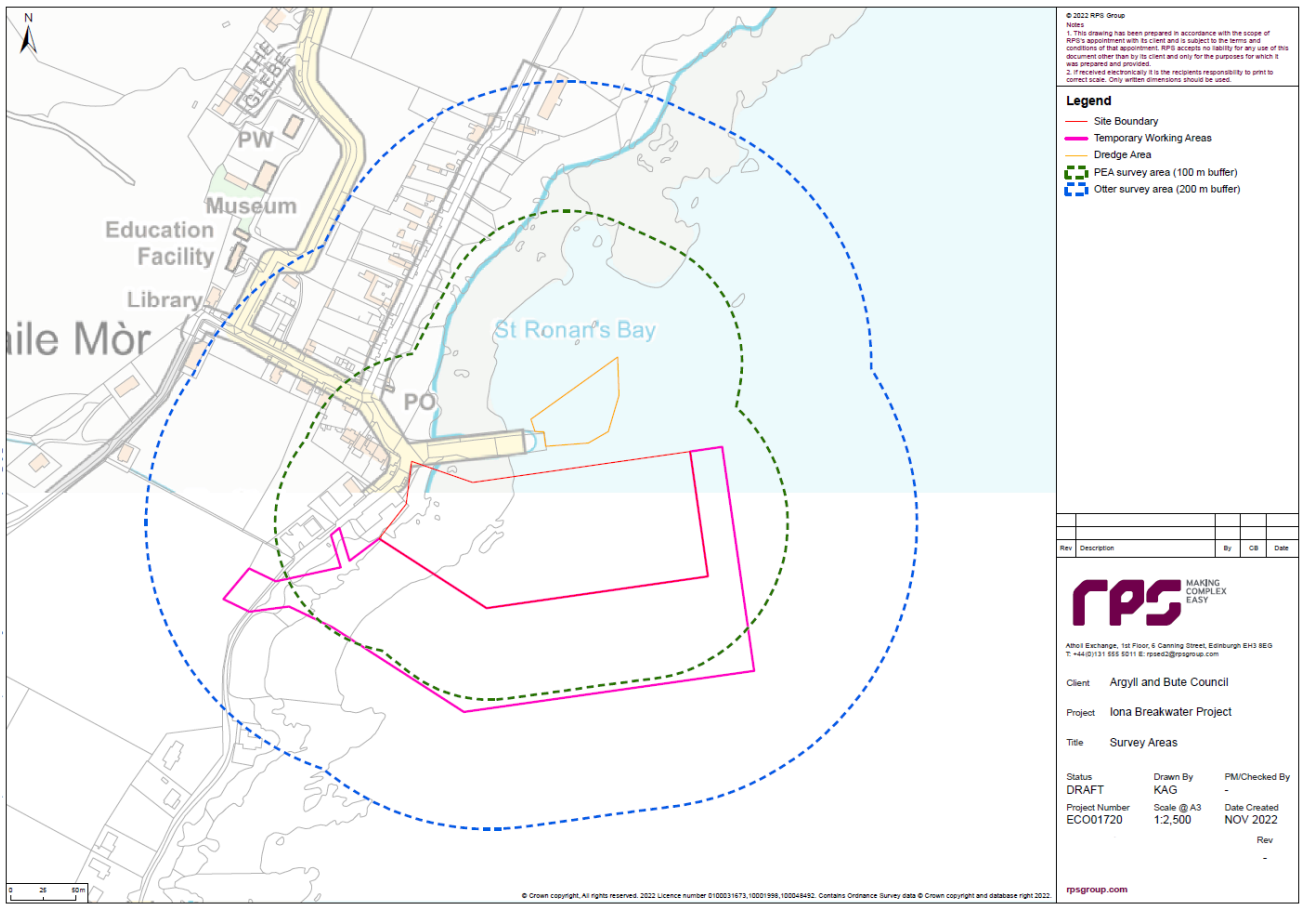 N
THE
GLEBE
PW
Museum
Education
Facility
Library
aile Mòr
St Ronan's Bay
PO
0 25 50m
© Crown copyright, All rights reserved. 2022 Licence number 0100031673,10001998,100048492. Contains Ordnance Survey data © Crown copyright and database right 2022.
© 2022 RPS Group
Notes
1. This drawing has been prepared in accordance with the scope of
RPS's appointment with its client and is subject to the terms and
conditions of that appointment. RPS accepts no liability for any use of this
document other than by its client and only for the purposes for which it
was prepared and provided.
2. If received electronically it is the recipients responsibility to print to
correct scale. Only written dimensions should be used.
Legend
Site Boundary
Temporary Working Areas
Dredge Area
PEA survey area (100 m buffer)
Otter survey area (200 m buffer)
Rev Description By CB Date
rps MAKING
COMPLEX
EASY
Atholl Exchange, 1st Floor, 6 Canning Street, Edinburgh EH3 8EG
T: +44(0)131 555 5011 E: rpsed2@rpsgroup.com
Client Argyll and Bute Council
Project Iona Breakwater Project
Title Survey Areas
Status Drawn By PM/Checked By
DRAFT KAG -
Project Number Scale @ A3 Date Created
ECO01720 1:2,500 NOV 2022
Rev
-
rpsgroup.com